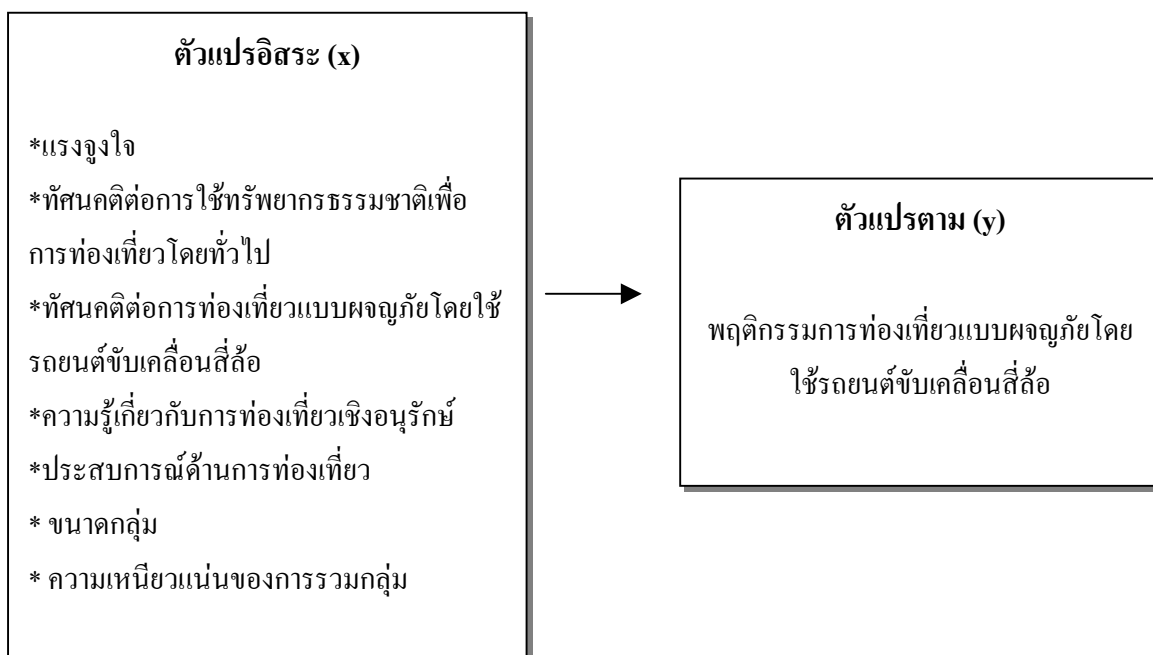 ตัวแปรอิสระ (x)
*แรงจูงใจ
*ทัศนคติต่อการใช้ทรัพยากรธรรมชาติเพื่อ
การท่องเที่ยวโดยทั่วไป
*ทัศนคติต่อการท่องเที่ยวแบบผจญภัยโดยใช้
รถยนต์ขับเคลื่อนสี่ล้อ
*ความรู้เกี่ยวกับการท่องเที่ยวเชิงอนุรักษ์
*ประสบการณ์ด้านการท่องเที่ยว
* ขนาดกลุ่ม
* ความเหนียวแน่นของการรวมกลุ่ม
ตัวแปรตาม (y)
พฤติกรรมการท่องเที่ยวแบบผจญภัยโดย
ใช้รถยนต์ขับเคลื่อนสี่ล้อ